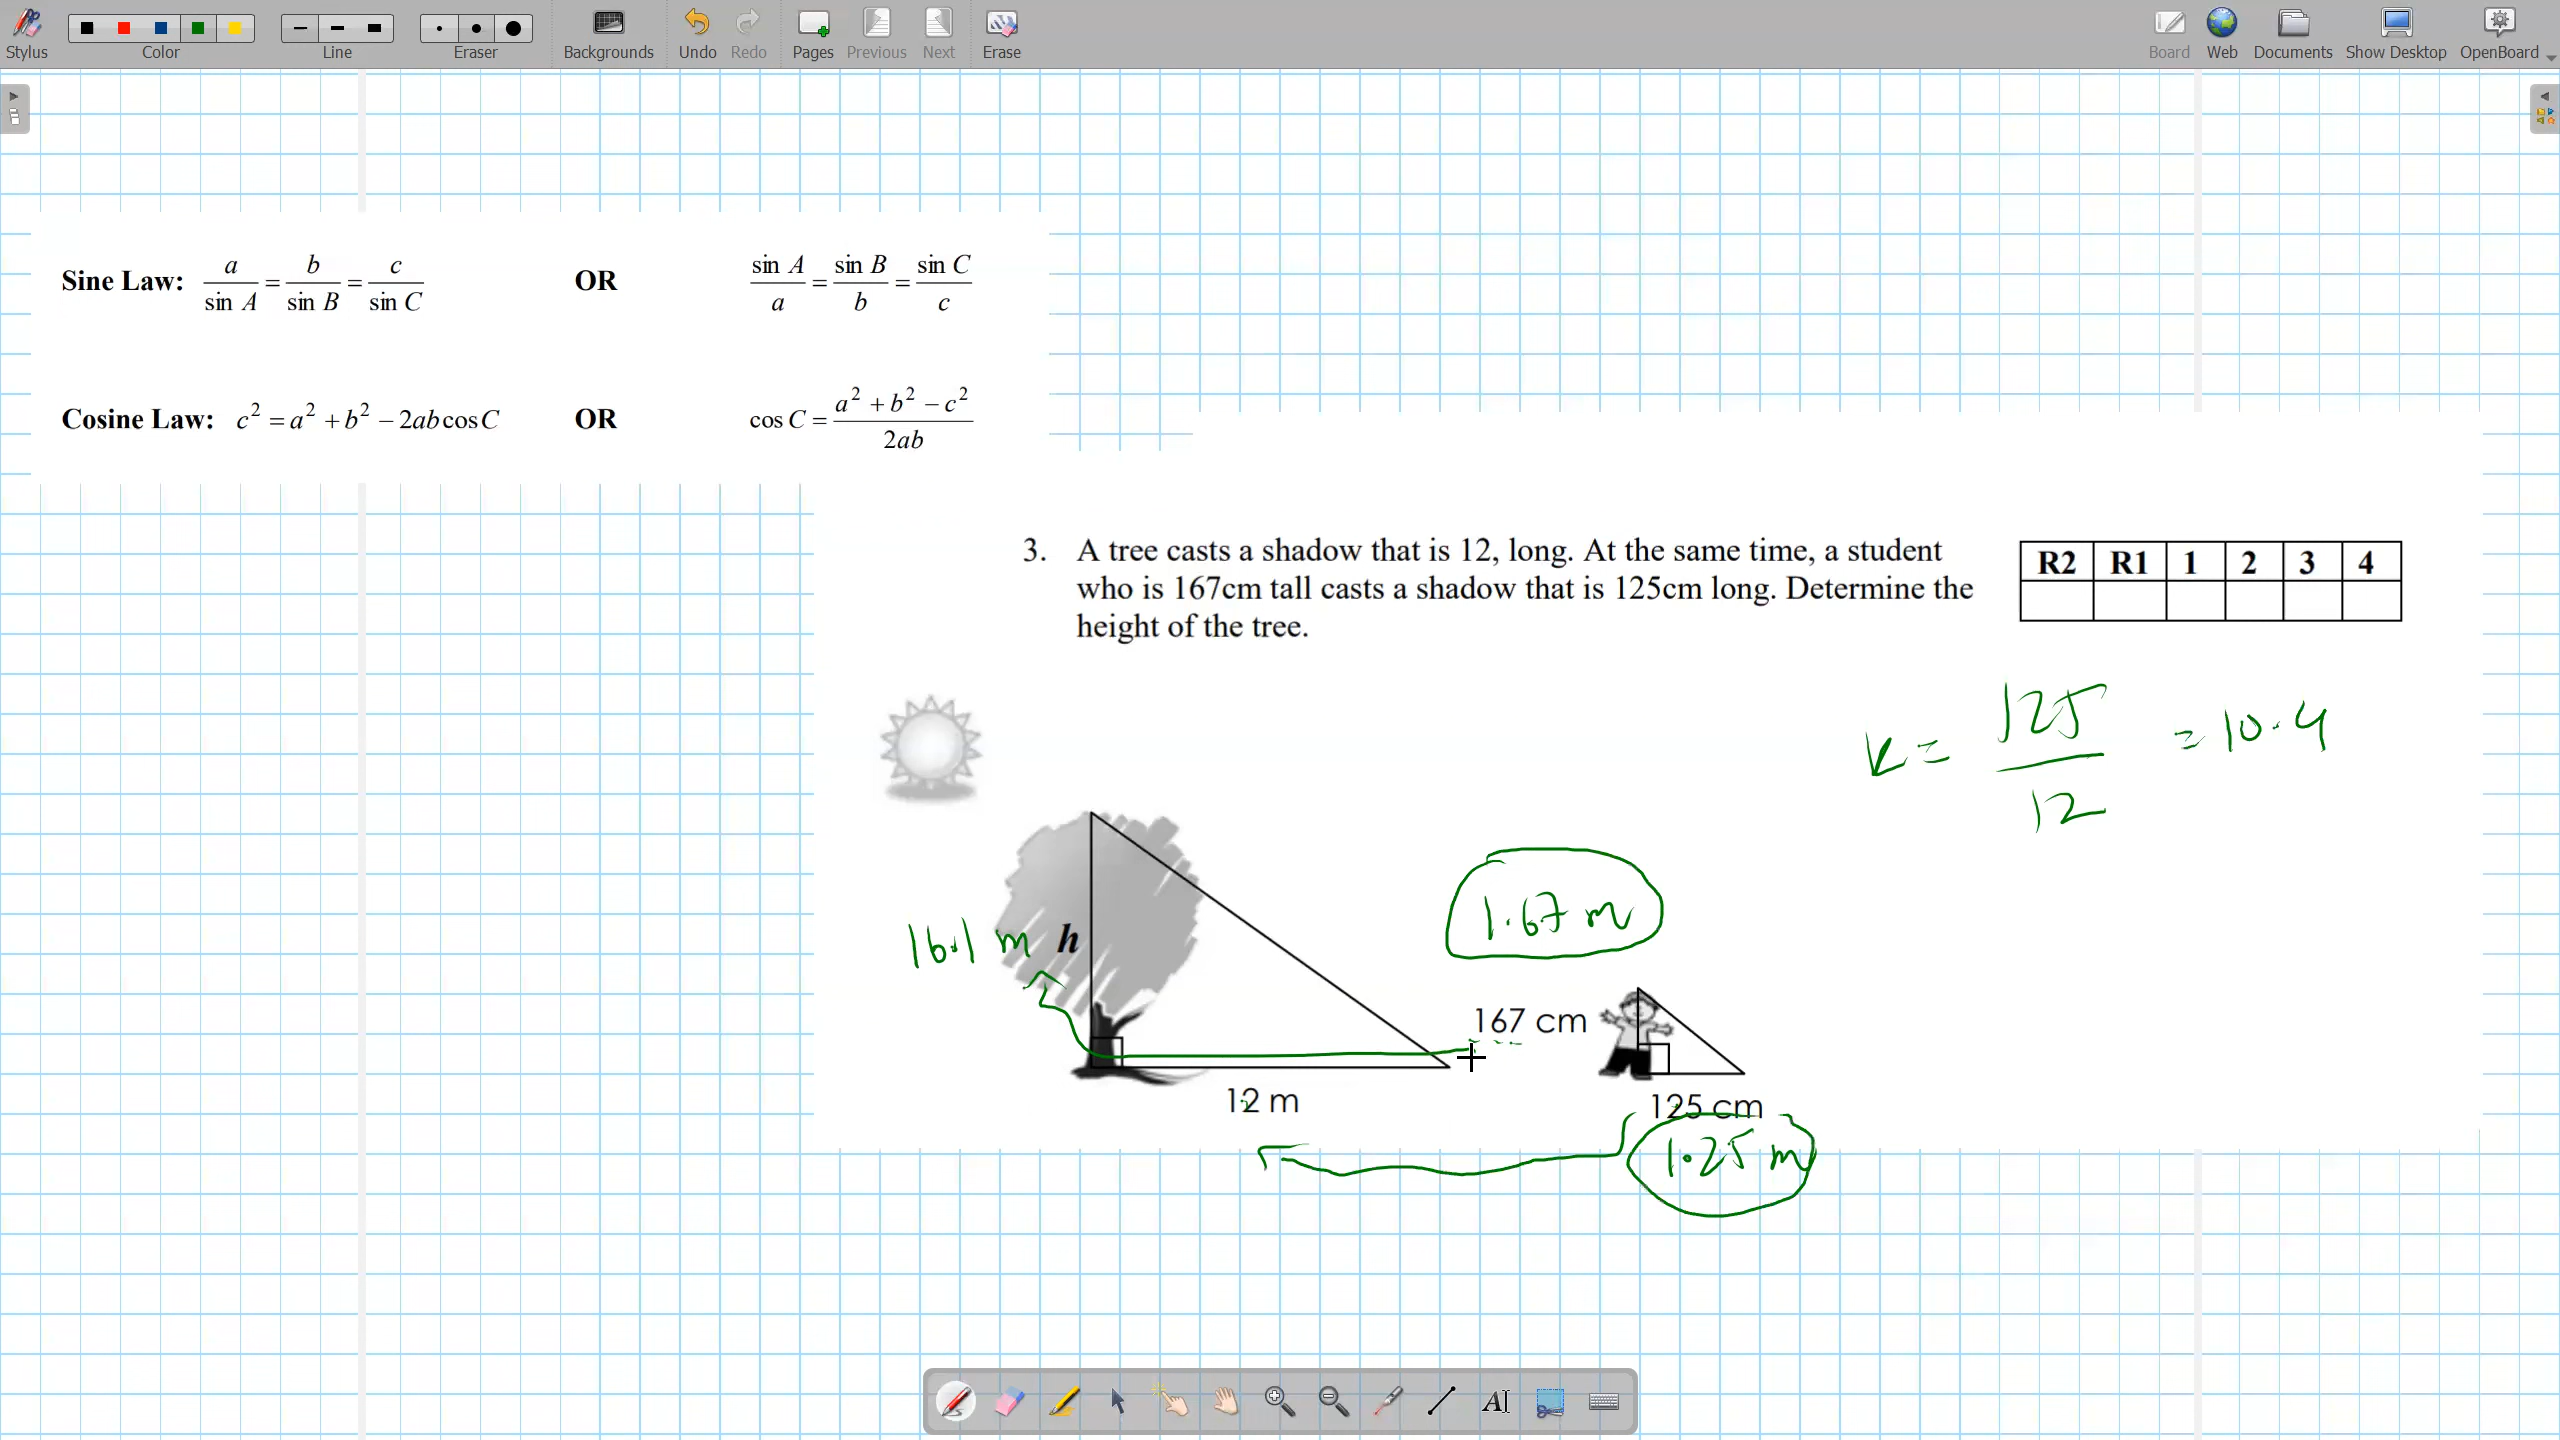 Stylus Color Line Eraser Backgrounds Undo Redo Pages Previous Next Erase Board Web Documents Show Desktop OpenBoard
Sine Law: a/sin A = b/sin B = c/sin C OR sin A/a = sin B/b = sin C/c
Cosine Law: c² = a² + b² − 2ab cos C OR cos C = a² + b² − c²/2ab
3. A tree casts a shadow that is 12, long. At the same time, a student
who is 167cm tall casts a shadow that is 125cm long. Determine the
height of the tree.
R2 R1 1 2 3 4
k = 125/12 = 10.4
1.67 m
16.1 m h
167 cm
12 m
125 cm
1.25 m
AI